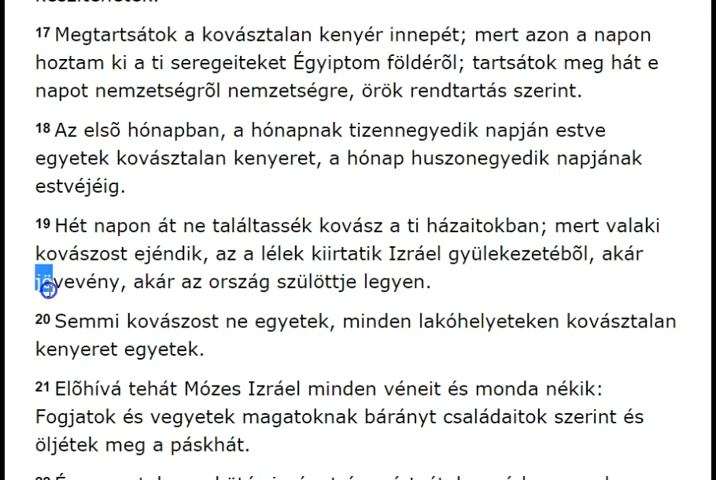 17 Megtartsátok a kovásztalan kenyér innepét; mert azon a napon
hoztam ki a ti seregeiteket Égyiptom földérõl; tartsátok meg hát e
napot nemzetségrõl nemzetségre, örök rendtartás szerint.
18 Az elsõ hónapban, a hónapnak tizennegyedik napján estve
egyetek kovásztalan kenyeret, a hónap huszonegyedik napjának
estvéjéig.
19 Hét napon át ne találtassék kovász a ti házaitokban; mert valaki
kovászost ejéndik, az a lélek kiirtatik Izráel gyülekezetébõl, akár
jövevény, akár az ország szülöttje legyen.
20 Semmi kovászost ne egyetek, minden lakóhelyeteken kovásztalan
kenyeret egyetek.
21 Elõhívá tehát Mózes Izráel minden véneit és monda nékik:
Fogjatok és vegyetek magatoknak bárányt családaitok szerint és
öljétek meg a páskhát.